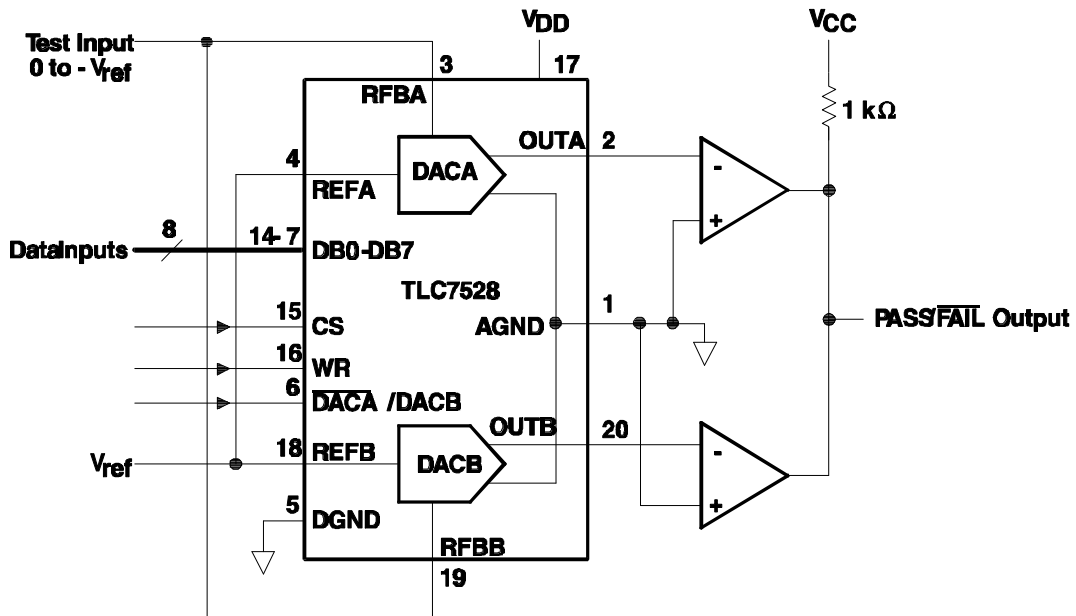 VDD
VCC
Test Input
0 to - Vref
3
17
RFBA
1 kΩ
OUTA
2
4
DACA
-
REFA
+
8
14- 7
DataInputs
DB0-DB7
TLC7528
15
1
CS
AGND
PASS/FAIL Output
16
WR
6
DACA /DACB
OUTB
20
18
REFB
Vref
DACB
-
5
DGND
+
RFBB
19